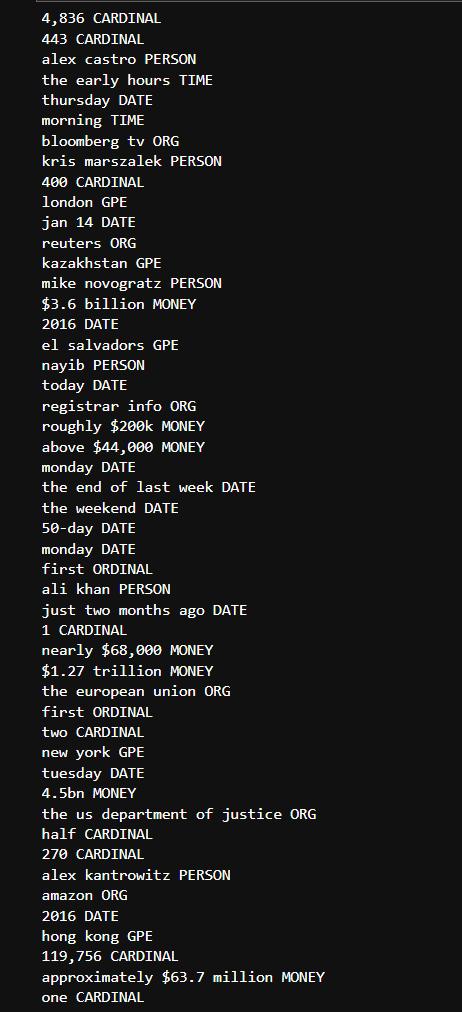 4,836 CARDINAL
443 CARDINAL
alex castro PERSON
the early hours TIME
thursday DATE
morning TIME
bloomberg tv ORG
kris marszalek PERSON
400 CARDINAL
london GPE
jan 14 DATE
reuters ORG
kazakhstan GPE
mike novogratz PERSON
$3.6 billion MONEY
2016 DATE
el salvadors GPE
nayib PERSON
today DATE
registrar info ORG
roughly $200k MONEY
above $44,000 MONEY
monday DATE
the end of last week DATE
the weekend DATE
50-day DATE
monday DATE
first ORDINAL
ali khan PERSON
just two months ago DATE
1 CARDINAL
nearly $68,000 MONEY
$1.27 trillion MONEY
the european union ORG
first ORDINAL
two CARDINAL
new york GPE
tuesday DATE
4.5bn MONEY
the us department of justice ORG
half CARDINAL
270 CARDINAL
alex kantrowitz PERSON
amazon ORG
2016 DATE
hong kong GPE
119,756 CARDINAL
approximately $63.7 million MONEY
one CARDINAL